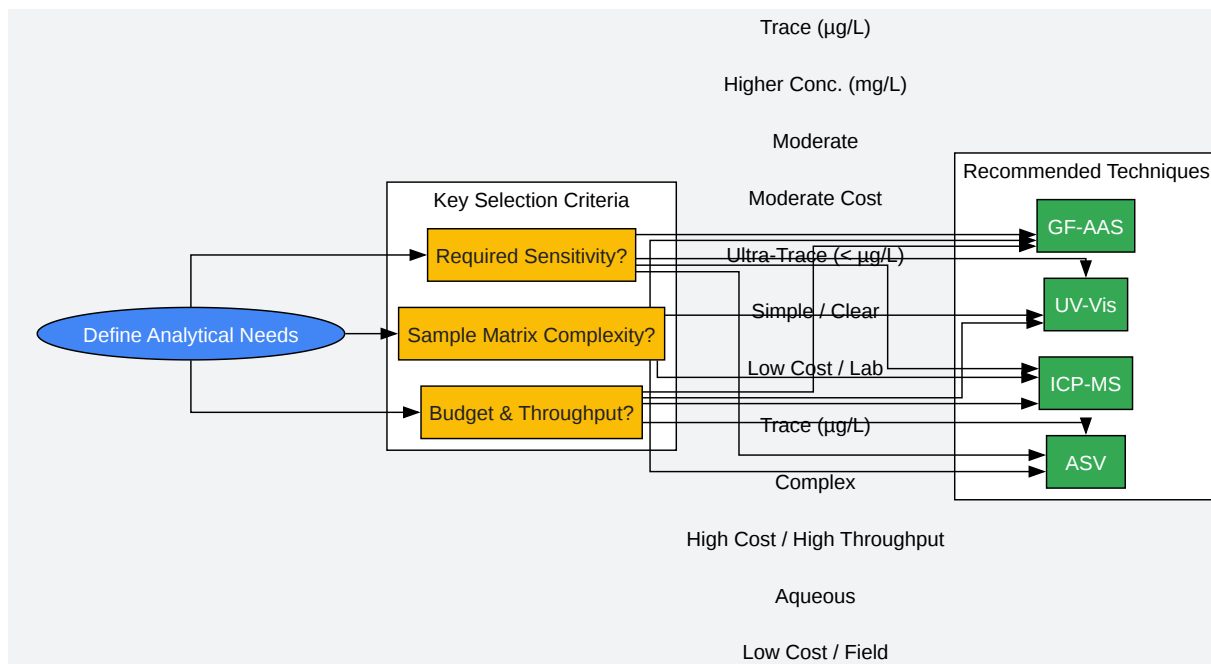 Trace (µg/L)
Higher Conc. (mg/L)
Moderate
Moderate Cost
Ultra-Trace (< µg/L)
Simple / Clear
Low Cost / Lab
Trace (µg/L)
Complex
High Cost / High Throughput
Aqueous
Low Cost / Field
Define Analytical Needs
Key Selection Criteria
Required Sensitivity?
Sample Matrix Complexity?
Budget & Throughput?
Recommended Techniques
GF-AAS
UV-Vis
ICP-MS
ASV